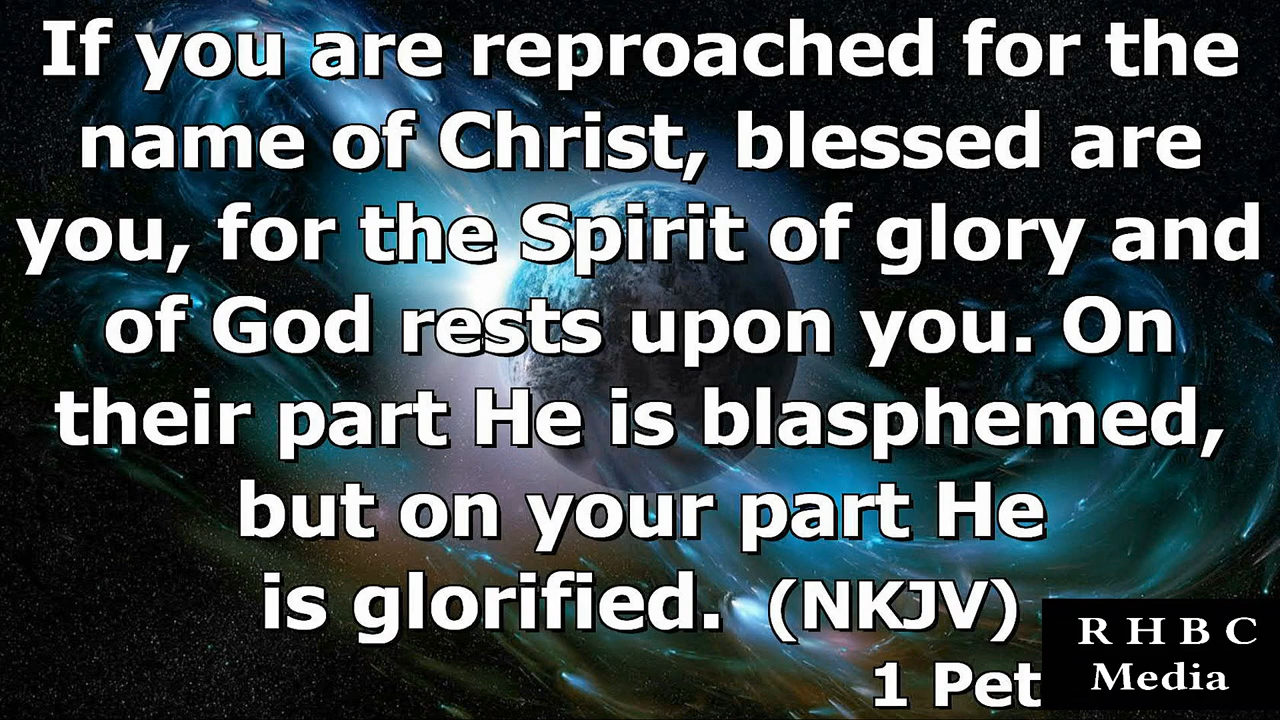 If you are reproached for the
name of Christ, blessed are
you, for the Spirit of glory and
of God rests upon you. On
their part He is blasphemed,
but on your part He
is glorified. (NKJV)
1 Pet
R H B C
Media